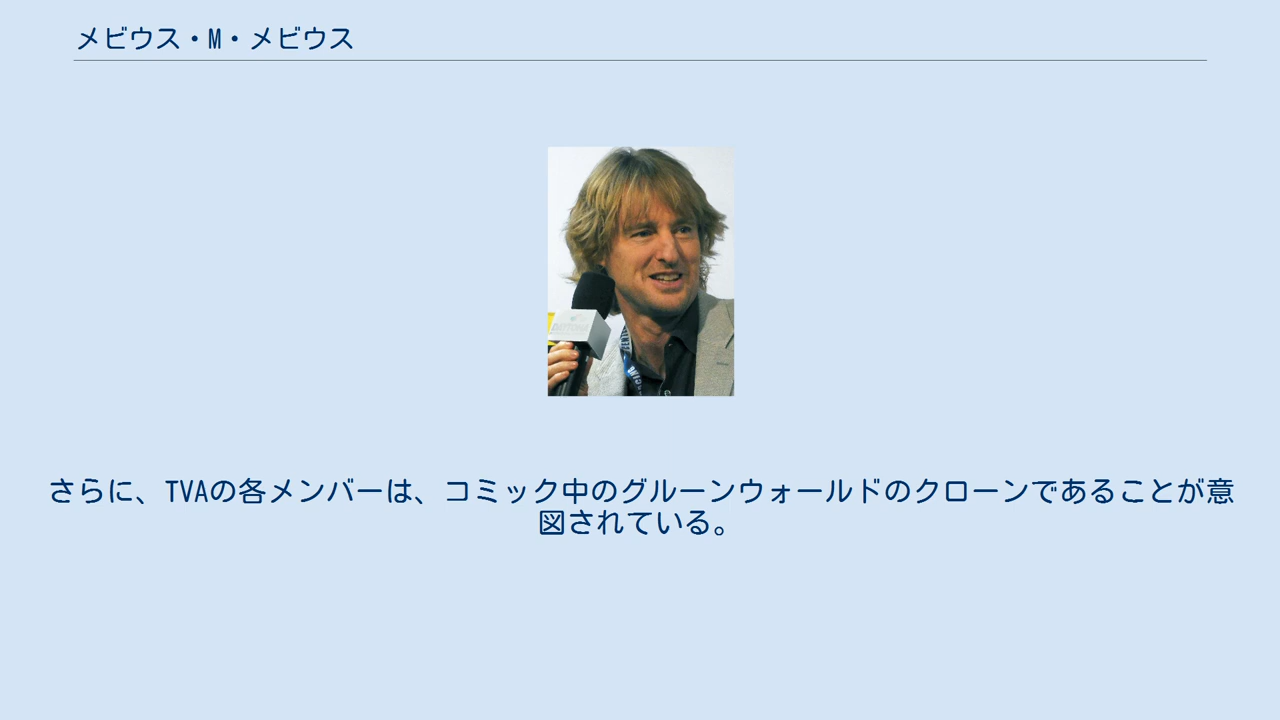 メビウス・M・メビウス
さらに、TVAの各メンバーは、コミック中のグルーンウォールドのクローンであることが意
図されている。